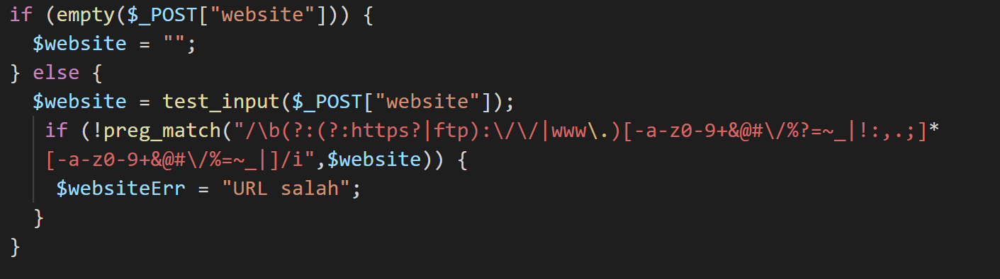 if (empty($_POST["website"])) {
  $website = "";
} else {
  $website = test_input($_POST["website"]);
   if (!preg_match("/\b(?:(?:https?|ftp):\/\/|www\.)[-a-z0-9+&@#\/%?=~_|!:,.;]*
   [-a-z0-9+&@#\/%=~_|]/i",$website)) {
    $websiteErr = "URL salah";
  }
}